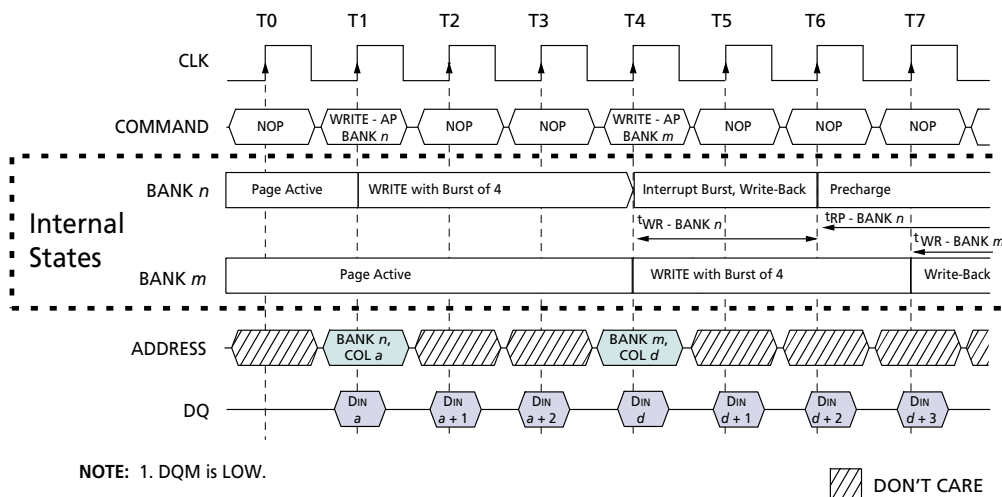 T0 T1 T2 T3 T4 T5 T6 T7
CLK
COMMAND NOP WRITE - AP BANK n NOP NOP WRITE - AP BANK m NOP NOP NOP
BANK n Page Active WRITE with Burst of 4 Interrupt Burst, Write-Back Precharge
Internal States
tWR - BANK n tRP - BANK n
tWR - BANK m
BANK m Page Active WRITE with Burst of 4 Write-Back
ADDRESS BANK n, COL a BANK m, COL d
DQ DIN a DIN a + 1 DIN a + 2 DIN d DIN d + 1 DIN d + 2 DIN d + 3
NOTE: 1. DQM is LOW.
DON'T CARE